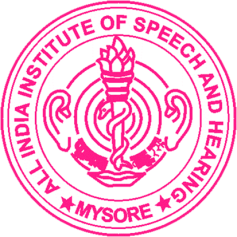 ALL INDIA INSTITUTE OF SPEECH AND HEARING
MYSORE